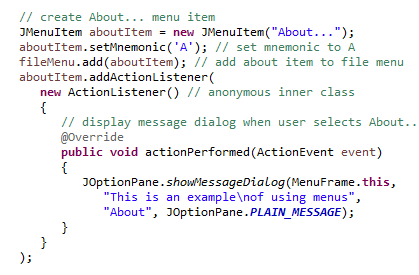 // create About... menu item
JMenuItem aboutItem = new JMenuItem("About...");
aboutItem.setMnemonic('A'); // set mnemonic to A
fileMenu.add(aboutItem); // add about item to file menu
aboutItem.addActionListener(
new ActionListener() // anonymous inner class
{
// display message dialog when user selects About..
@Override
public void actionPerformed(ActionEvent event)
{
JOptionPane.showMessageDialog(MenuFrame.this,
"This is an example\nof using menus",
"About", JOptionPane.PLAIN_MESSAGE);
}
}
);